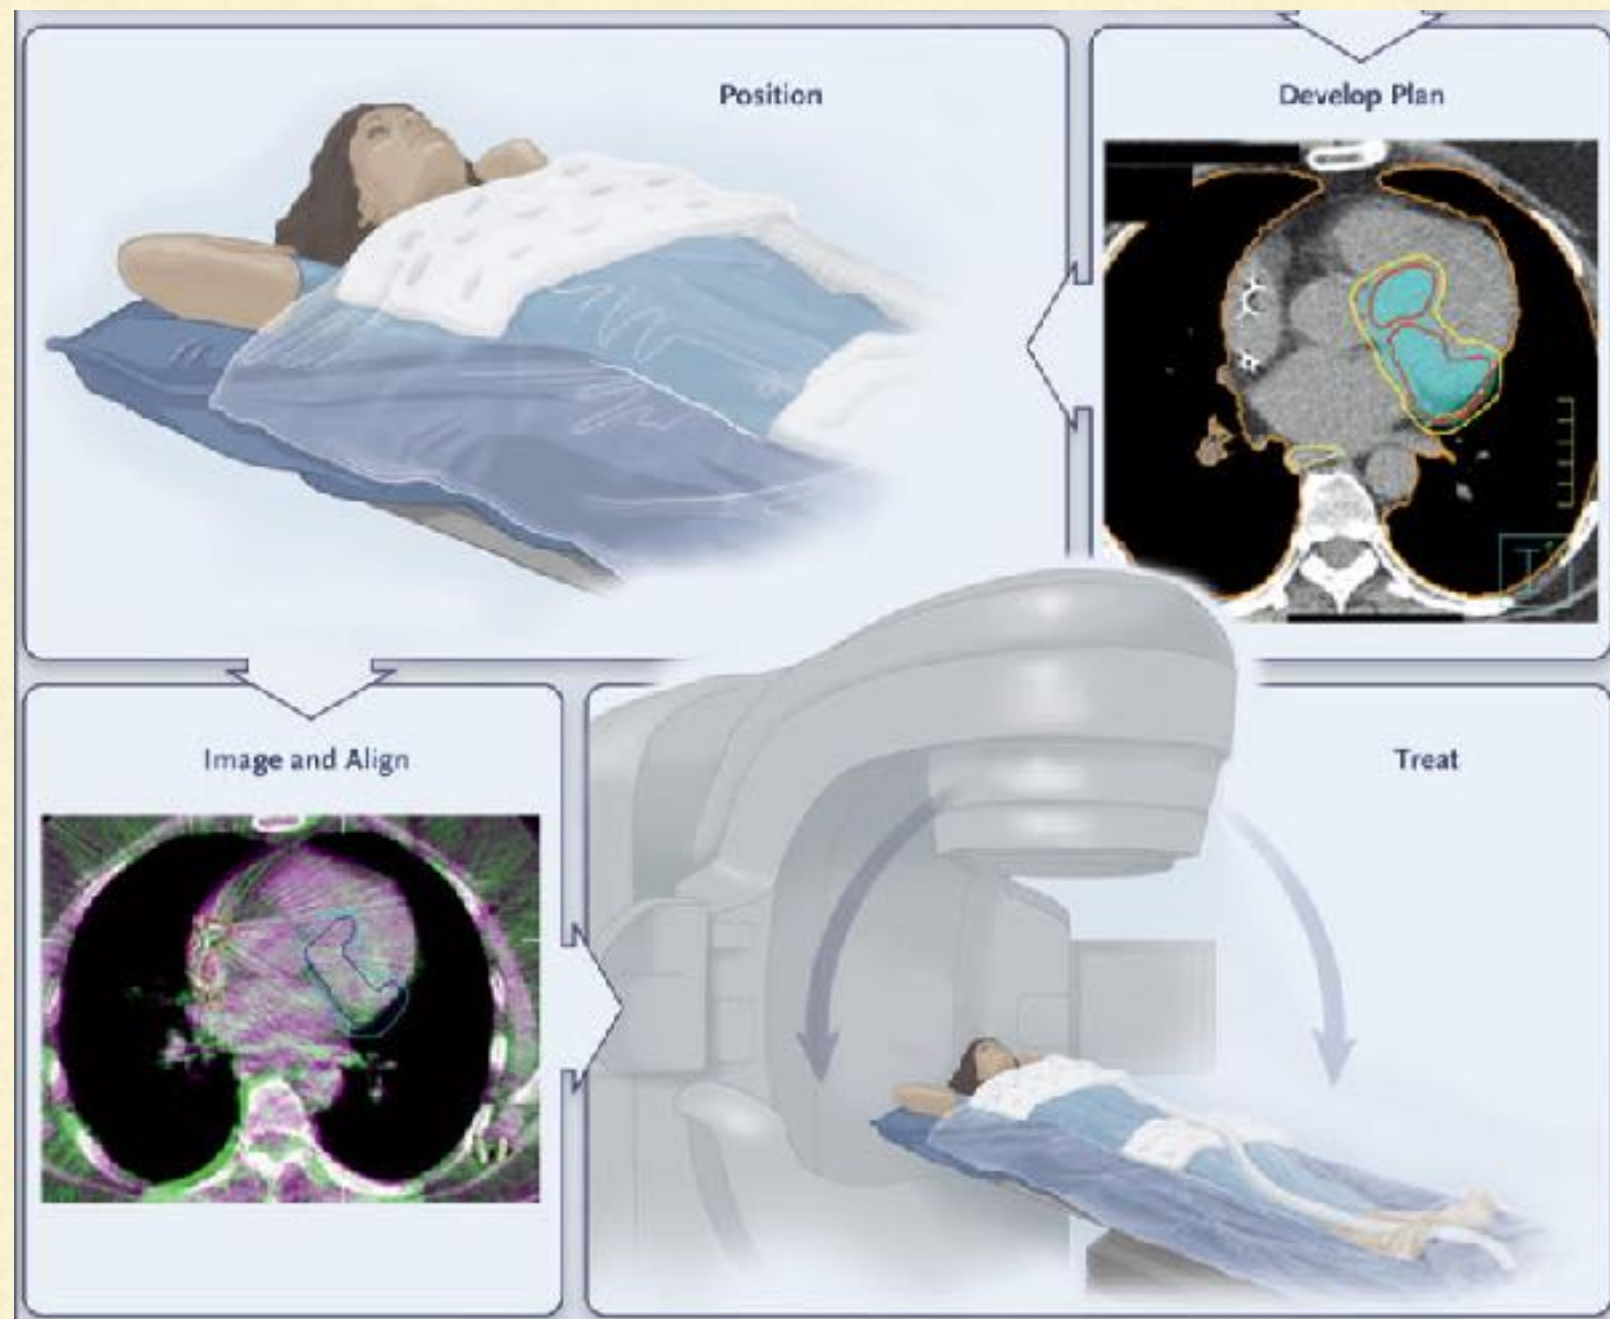 Position
Develop Plan
Image and Align
Treat